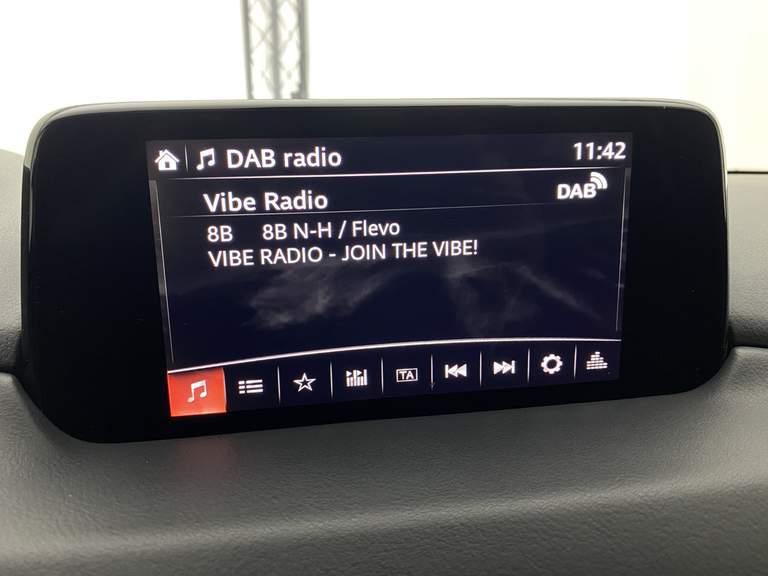 DAB radio 11:42
Vibe Radio DAB
8B 8B N-H / Flevo
VIBE RADIO - JOIN THE VIBE!
TA